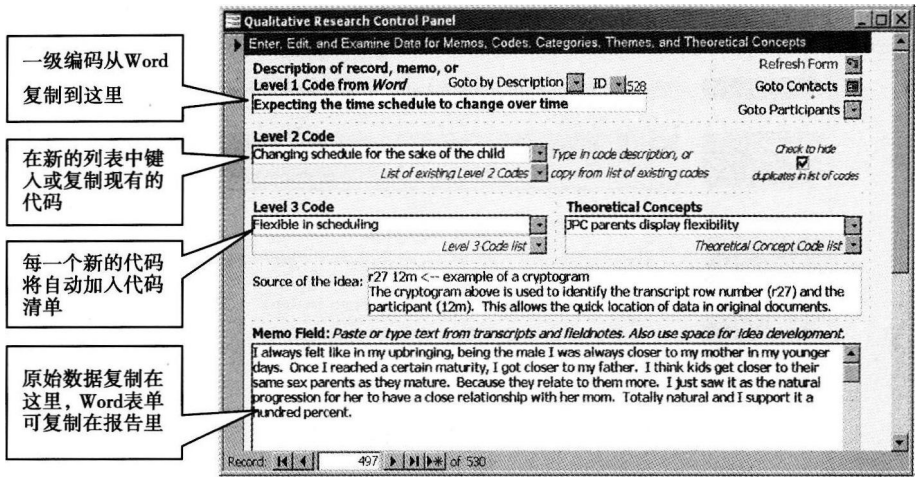 一级编码从Word
复制到这里
在新的列表中键
入或复制现有的
代码
每一个新的代码
将自动加入代码
清单
原始数据复制在
这里，Word表单
可复制在报告里
Qualitative Research Control Panel
Enter, Edit, and Examine Data for Memos, Codes, Categories, Themes, and Theoretical Concepts
Description of record, memo, or
Level 1 Code from Word
Goto by Description
ID
528
Refresh Form
Goto Contacts
Goto Participants
Expecting the time schedule to change over time
Level 2 Code
Changing schedule for the sake of the child
Type in code description, or
List of existing Level 2 Codes
copy from list of existing codes
Check to hide
duplicates in list of codes
Level 3 Code
Flexible in scheduling
Level 3 Code list
Theoretical Concepts
JPC parents display flexibility
Theoretical Concept Code list
Source of the idea:
r27 12m <-- example of a cryptogram
The cryptogram above is used to identify the transcript row number (r27) and the
participant (12m). This allows the quick location of data in original documents.
Memo Field: Paste or type text from transcripts and fieldnotes. Also use space for idea development.
I always felt like in my upbringing, being the male I was always closer to my mother in my younger
days. Once I reached a certain maturity, I got closer to my father. I think kids get closer to their
same sex parents as they mature. Because they relate to them more. I just saw it as the natural
progression for her to have a close relationship with her mom. Totally natural and I support it a
hundred percent.
Record:
497
of 530